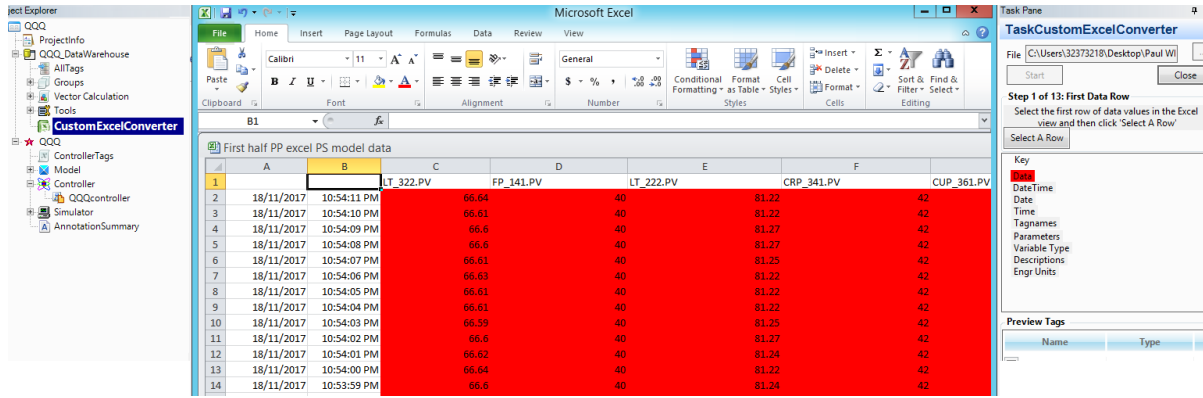 ject Explorer
QQQ
ProjectInfo
QQQ_DataWarehouse
AllTags
Groups
Vector Calculation
Tools
CustomExcelConverter
QQQ
ControllerTags
Model
Controller
QQQcontroller
Simulator
AnnotationSummary
Microsoft Excel
File Home Insert Page Layout Formulas Data Review View
Calibri 11 General Insert
Paste B I U $ % , Conditional Format Cell Delete Sort & Find &
Formatting as Table Styles Format Filter Select
Clipboard Font Alignment Number Styles Cells Editing
B1 fx
First half PP excel PS model data
A B C D E F
1 LT_322.PV FP_141.PV LT_222.PV CRP_341.PV CUP_361.PV
2 18/11/2017 10:54:11 PM 66.64 40 81.22 42
3 18/11/2017 10:54:10 PM 66.61 40 81.22 42
4 18/11/2017 10:54:09 PM 66.6 40 81.27 42
5 18/11/2017 10:54:08 PM 66.6 40 81.27 42
6 18/11/2017 10:54:07 PM 66.61 40 81.25 42
7 18/11/2017 10:54:06 PM 66.63 40 81.22 42
8 18/11/2017 10:54:05 PM 66.61 40 81.22 42
9 18/11/2017 10:54:04 PM 66.61 40 81.22 42
10 18/11/2017 10:54:03 PM 66.59 40 81.25 42
11 18/11/2017 10:54:02 PM 66.6 40 81.27 42
12 18/11/2017 10:54:01 PM 66.62 40 81.24 42
13 18/11/2017 10:54:00 PM 66.64 40 81.22 42
14 18/11/2017 10:53:59 PM 66.6 40 81.24 42
Task Pane
TaskCustomExcelConverter
File C:\Users\32373218\Desktop\Paul WI
Start Close
Step 1 of 13: First Data Row
Select the first row of data values in the Excel
view and then click 'Select A Row'
Select A Row
Key
Data
DateTime
Date
Time
Tagnames
Parameters
Variable Type
Descriptions
Engr Units
Preview Tags
Name Type